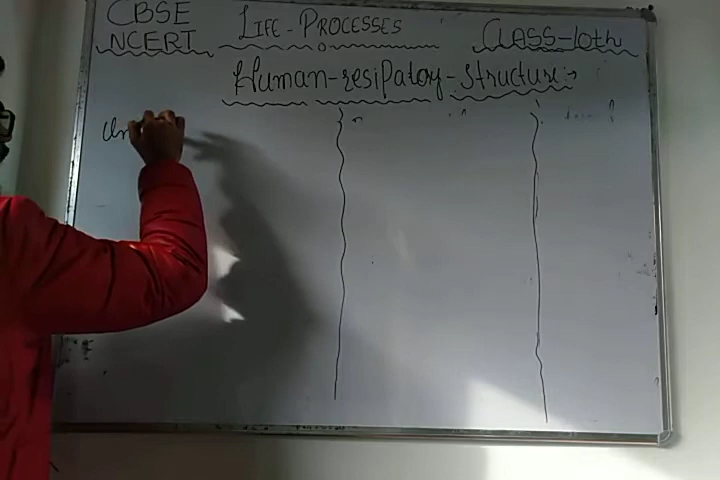 CBSE LIFE-PROCESSES CLASS-10th
NCERT
Human-resipatory-structure:-